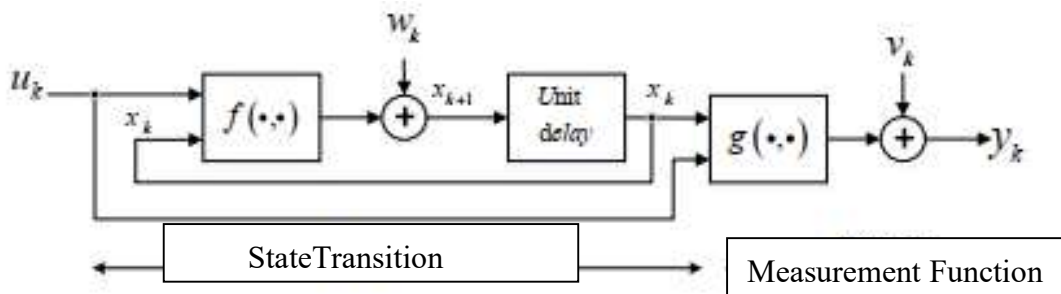 w_k
v_k
u_k
x_k
f(•,•)
+
x_{k+1}
Unit
delay
x_k
g(•,•)
+
y_k
StateTransition
Measurement Function